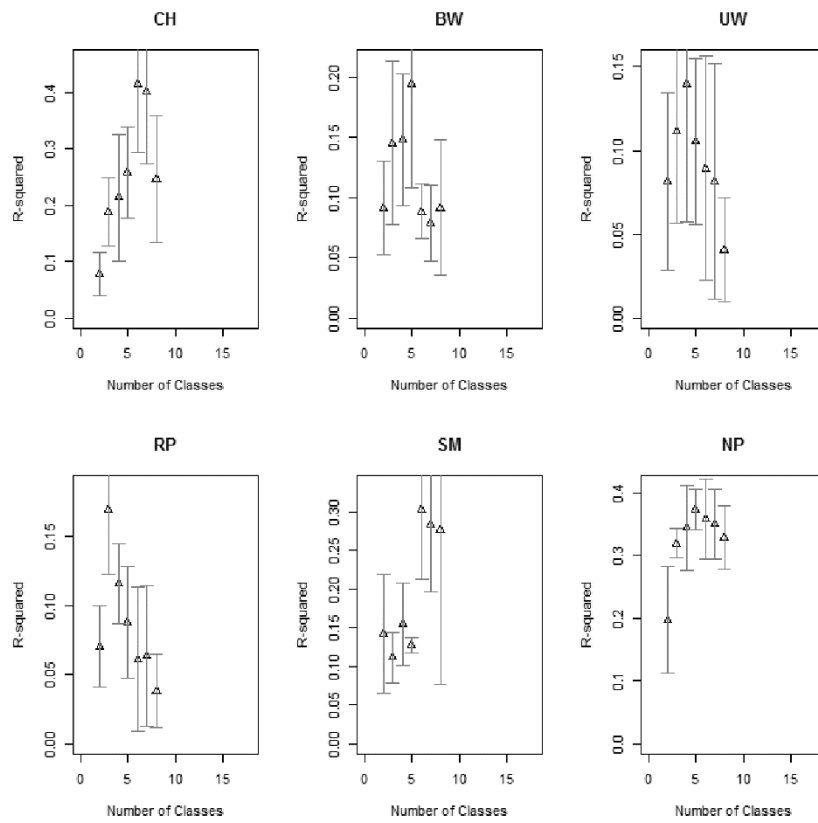 CH
R-squared
0.0 0.1 0.2 0.3 0.4
0 5 10 15
Number of Classes
BW
R-squared
0.00 0.05 0.10 0.15 0.20
0 5 10 15
Number of Classes
UW
R-squared
0.00 0.05 0.10 0.15
0 5 10 15
Number of Classes
RP
R-squared
0.00 0.05 0.10 0.15
0 5 10 15
Number of Classes
SM
R-squared
0.00 0.05 0.10 0.15 0.20 0.25 0.30
0 5 10 15
Number of Classes
NP
R-squared
0.0 0.1 0.2 0.3 0.4
0 5 10 15
Number of Classes